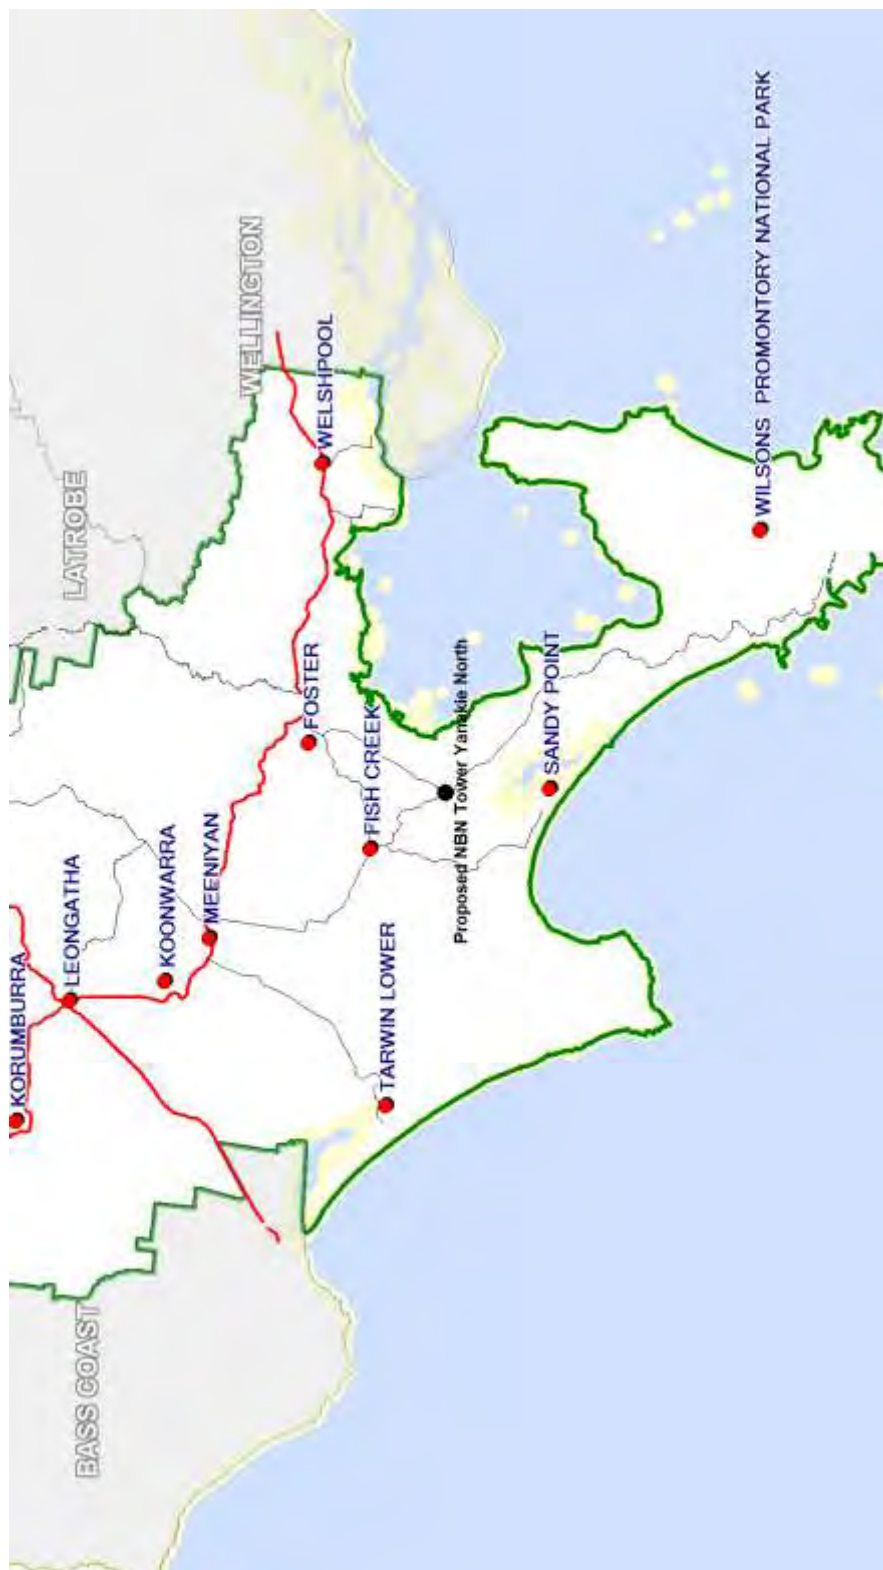 LATROBE
WELLINGTON
BASS COAST
KORUMBURRA
LEONGATHA
KOONWARRA
MEENIYAN
FOSTER
WELSHPOOL
FISH CREEK
TARWIN LOWER
Proposed NBN Tower Yanakie North
SANDY POINT
WILSONS PROMONTORY NATIONAL PARK